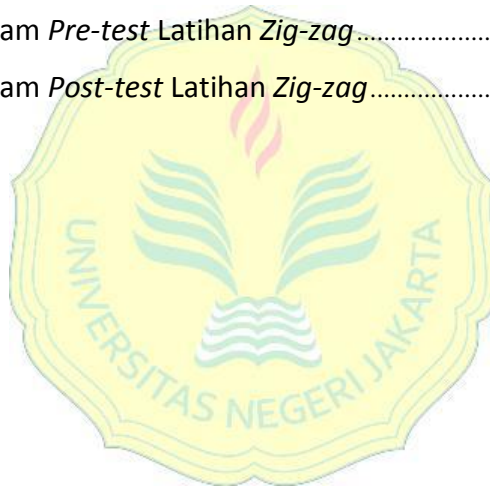 am Pre-test Latihan Zig-zag....................
am Post-test Latihan Zig-zag..................
UNIVERSITAS NEGERI JAKARTA